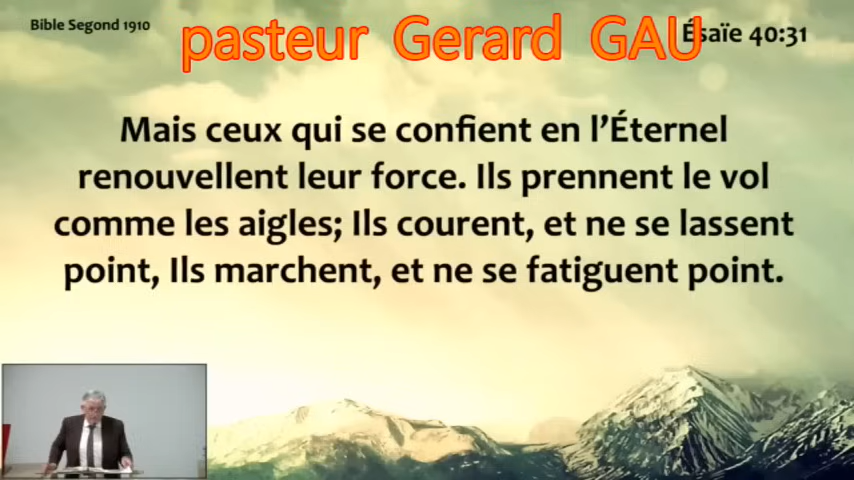 Bible Segond 1910
pasteur Gerard GAU
Ésaïe 40:31
Mais ceux qui se confient en l'Éternel
renouvellent leur force. Ils prennent le vol
comme les aigles; Ils courent, et ne se lassent
point, Ils marchent, et ne se fatiguent point.